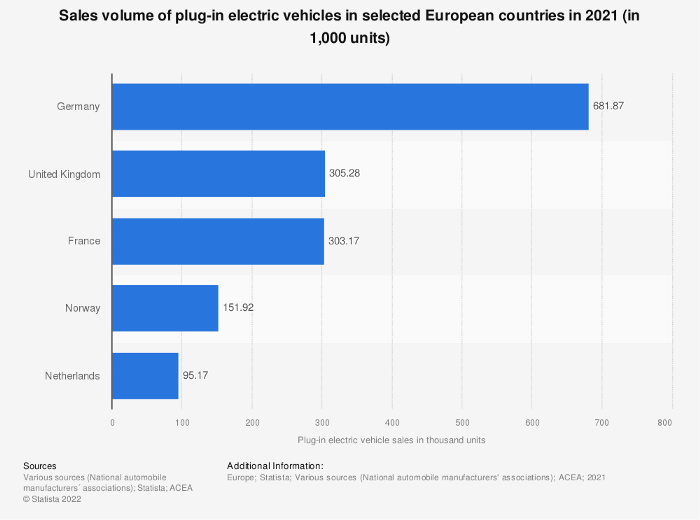 Sales volume of plug-in electric vehicles in selected European countries in 2021 (in
1,000 units)
Germany
681.87
United Kingdom
305.28
France
303.17
Norway
151.92
Netherlands
95.17
0 100 200 300 400 500 600 700 800
Plug-in electric vehicle sales in thousand units
Sources
Various sources (National automobile
manufacturers` associations); Statista; ACEA
© Statista 2022
Additional Information:
Europe; Statista; Various sources (National automobile manufacturers' associations); ACEA; 2021